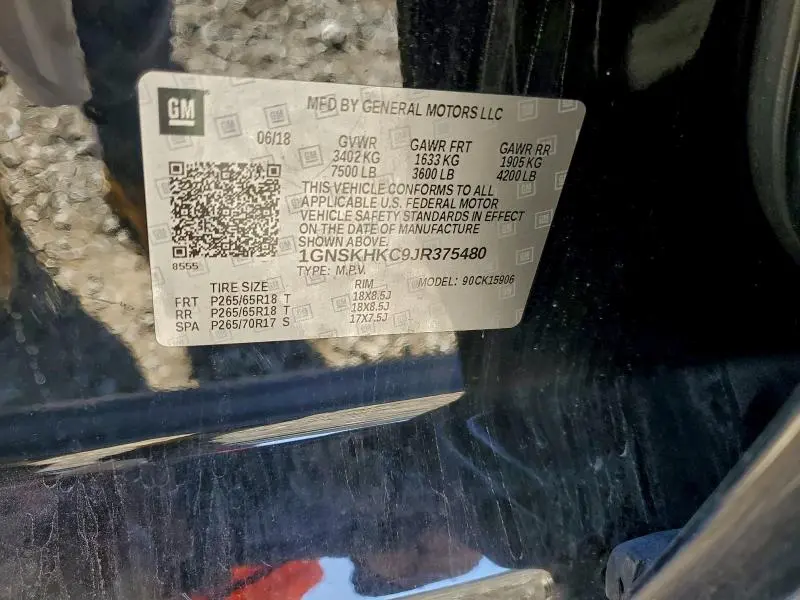 GM
MFD BY GENERAL MOTORS LLC
06/18
GVWR GAWR FRT GAWR RR
3402 KG 1633 KG 1905 KG
7500 LB 3600 LB 4200 LB
THIS VEHICLE CONFORMS TO ALL
APPLICABLE U.S. FEDERAL MOTOR
VEHICLE SAFETY STANDARDS IN EFFECT
ON THE DATE OF MANUFACTURE
SHOWN ABOVE.
8555
1GNSKHKC9JR375480
TYPE: M.P.V. MODEL: 90CK15906
TIRE SIZE RIM
FRT P265/65R18 T 18X8.5J
RR P265/65R18 T 18X8.5J
SPA P265/70R17 S 17X7.5J